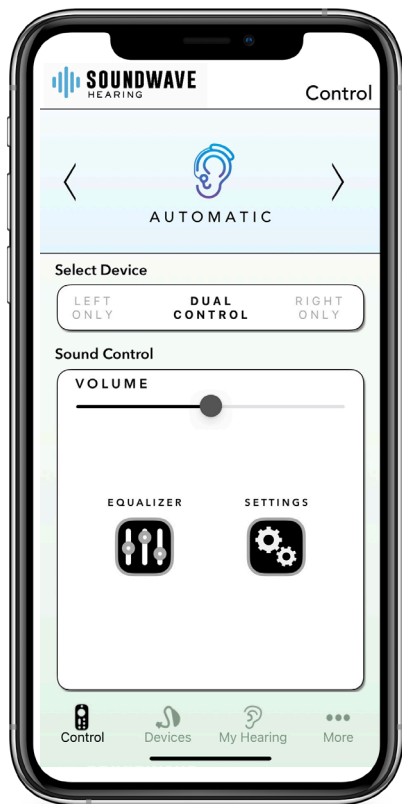 SOUNDWAVE
HEARING
Control
AUTOMATIC
Select Device
LEFT ONLY
DUAL CONTROL
RIGHT ONLY
Sound Control
VOLUME
EQUALIZER SETTINGS
Control Devices My Hearing More